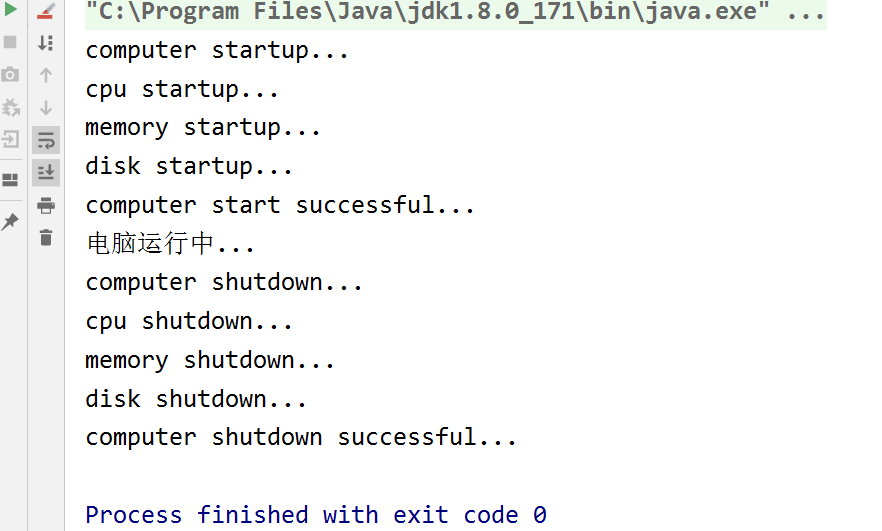 "C:\Program Files\Java\jdk1.8.0_171\bin\java.exe" ...
computer startup...
cpu startup...
memory startup...
disk startup...
computer start successful...
电脑运行中...
computer shutdown...
cpu shutdown...
memory shutdown...
disk shutdown...
computer shutdown successful...
Process finished with exit code 0